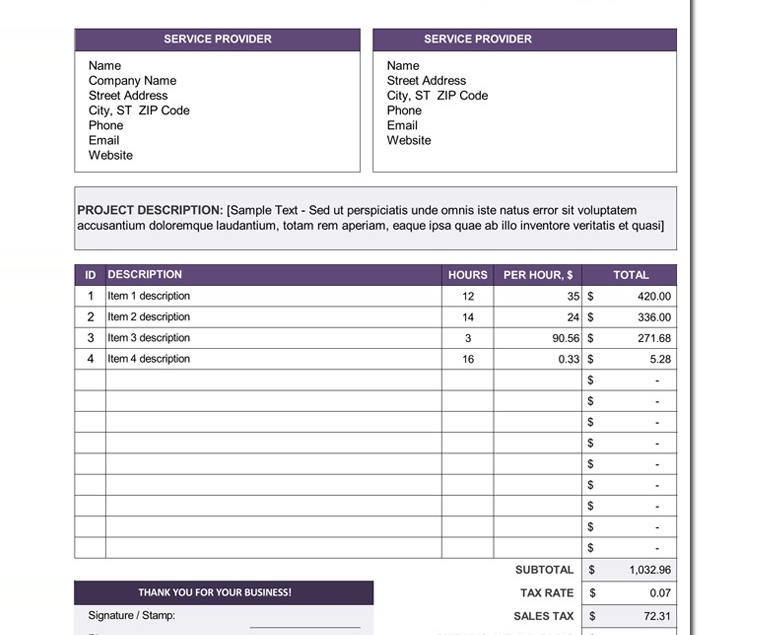 SERVICE PROVIDER
Name
Company Name
Street Address
City, ST ZIP Code
Phone
Email
Website
SERVICE PROVIDER
Name
Street Address
City, ST ZIP Code
Phone
Email
Website
PROJECT DESCRIPTION: [Sample Text - Sed ut perspiciatis unde omnis iste natus error sit voluptatem
accusantium doloremque laudantium, totam rem aperiam, eaque ipsa quae ab illo inventore veritatis et quasi]
ID DESCRIPTION HOURS PER HOUR, $ TOTAL
1 Item 1 description 12 35 $ 420.00
2 Item 2 description 14 24 $ 336.00
3 Item 3 description 3 90.56 $ 271.68
4 Item 4 description 16 0.33 $ 5.28
$ -
$ -
$ -
$ -
$ -
$ -
$ -
$ -
$ -
SUBTOTAL $ 1,032.96
TAX RATE $ 0.07
SALES TAX $ 72.31
THANK YOU FOR YOUR BUSINESS!
Signature / Stamp: